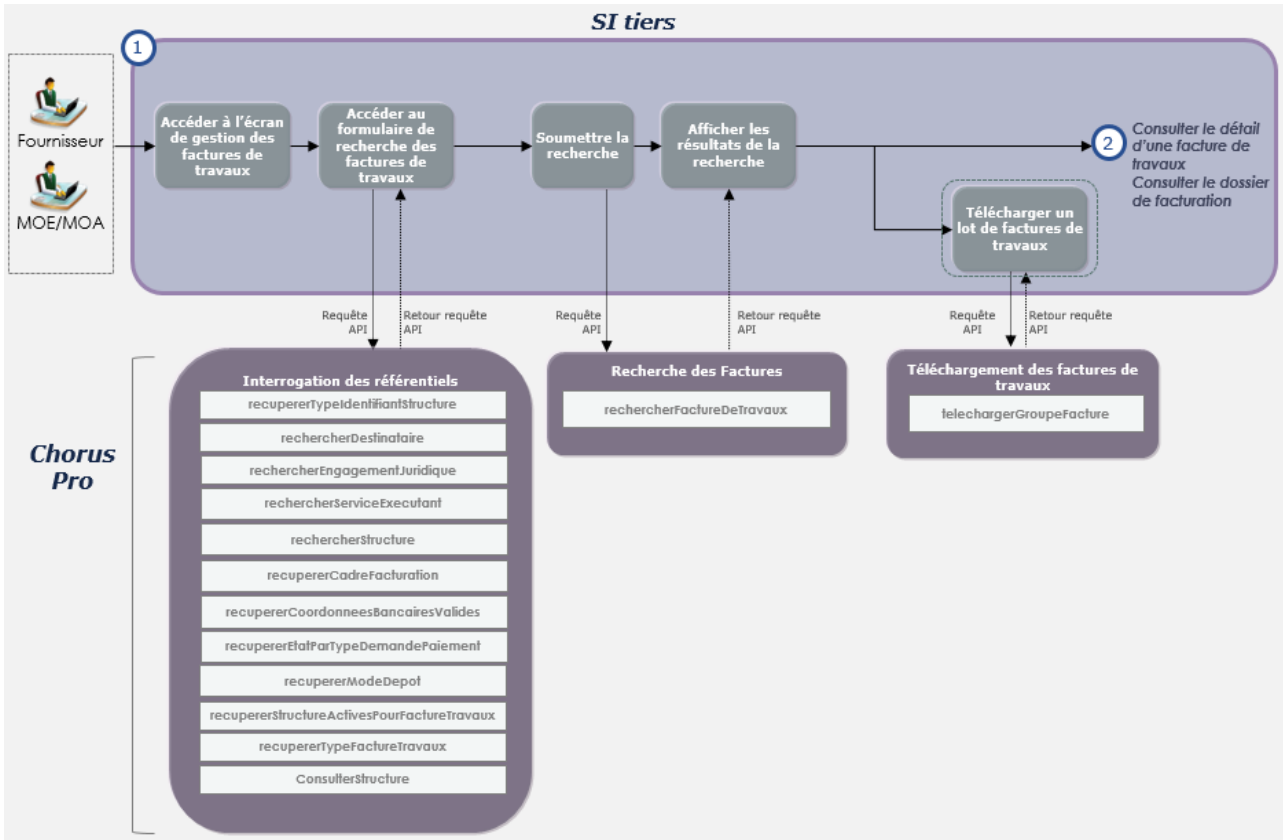 SI tiers
1
Fournisseur
MOE/MOA
Accéder à l'écran
de gestion des
factures de
travaux
Accéder au
formulaire de
recherche des
factures de
travaux
Soumettre la
recherche
Afficher les
résultats de la
recherche
2
Consulter le détail
d'une facture de
travaux
Consulter le dossier
de facturation
Télécharger un
lot de factures de
travaux
Requête
API
Retour requête
API
Requête
API
Retour requête
API
Requête
API
Retour requête
API
Chorus
Pro
Interrogation des référentiels
recupererTypeIdentifiantStructure
rechercherDestinataire
rechercherEngagementJuridique
rechercherServiceExecutant
rechercherStructure
recupererCadreFacturation
recupererCoordonneesBancairesValides
recupererEtatParTypeDemandePaiement
recupererModeDepot
recupererStructureActivesPourFactureTravaux
recupererTypeFactureTravaux
ConsulterStructure
Recherche des Factures
rechercherFactureDeTravaux
Téléchargement des factures de
travaux
telechargerGroupeFacture